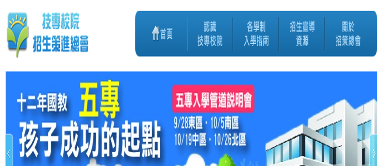 技專校院
招生策進總會
首頁
認識
技專校院
各學制
入學指南
招生宣導
資源
關於
招策總會
十二年國教 五專
孩子成功的起點
五專入學管道說明會
9/28東區、10/5南區
10/19中區、10/26北區